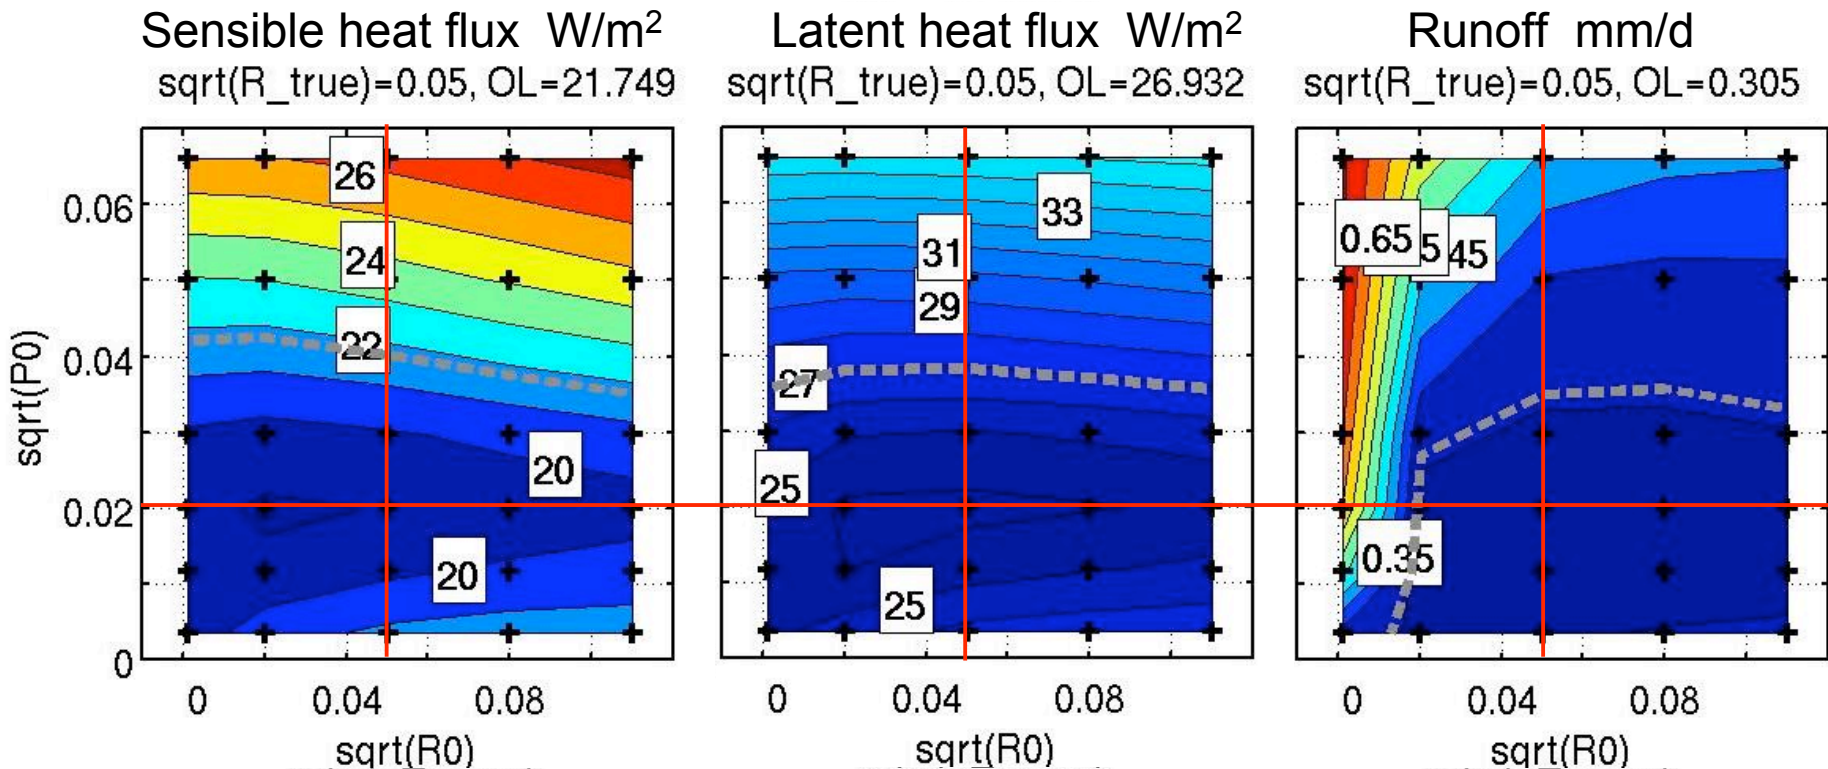 Sensible heat flux W/m²
sqrt(R_true)=0.05, OL=21.749
Latent heat flux W/m²
sqrt(R_true)=0.05, OL=26.932
Runoff mm/d
sqrt(R_true)=0.05, OL=0.305
sqrt(P0)
0.06
0.04
0.02
0
26
24
22
20
20
0
0.04
0.08
sqrt(R0)
33
31
29
27
25
25
0
0.04
0.08
sqrt(R0)
0.65
5
45
0.35
0
0.04
0.08
sqrt(R0)